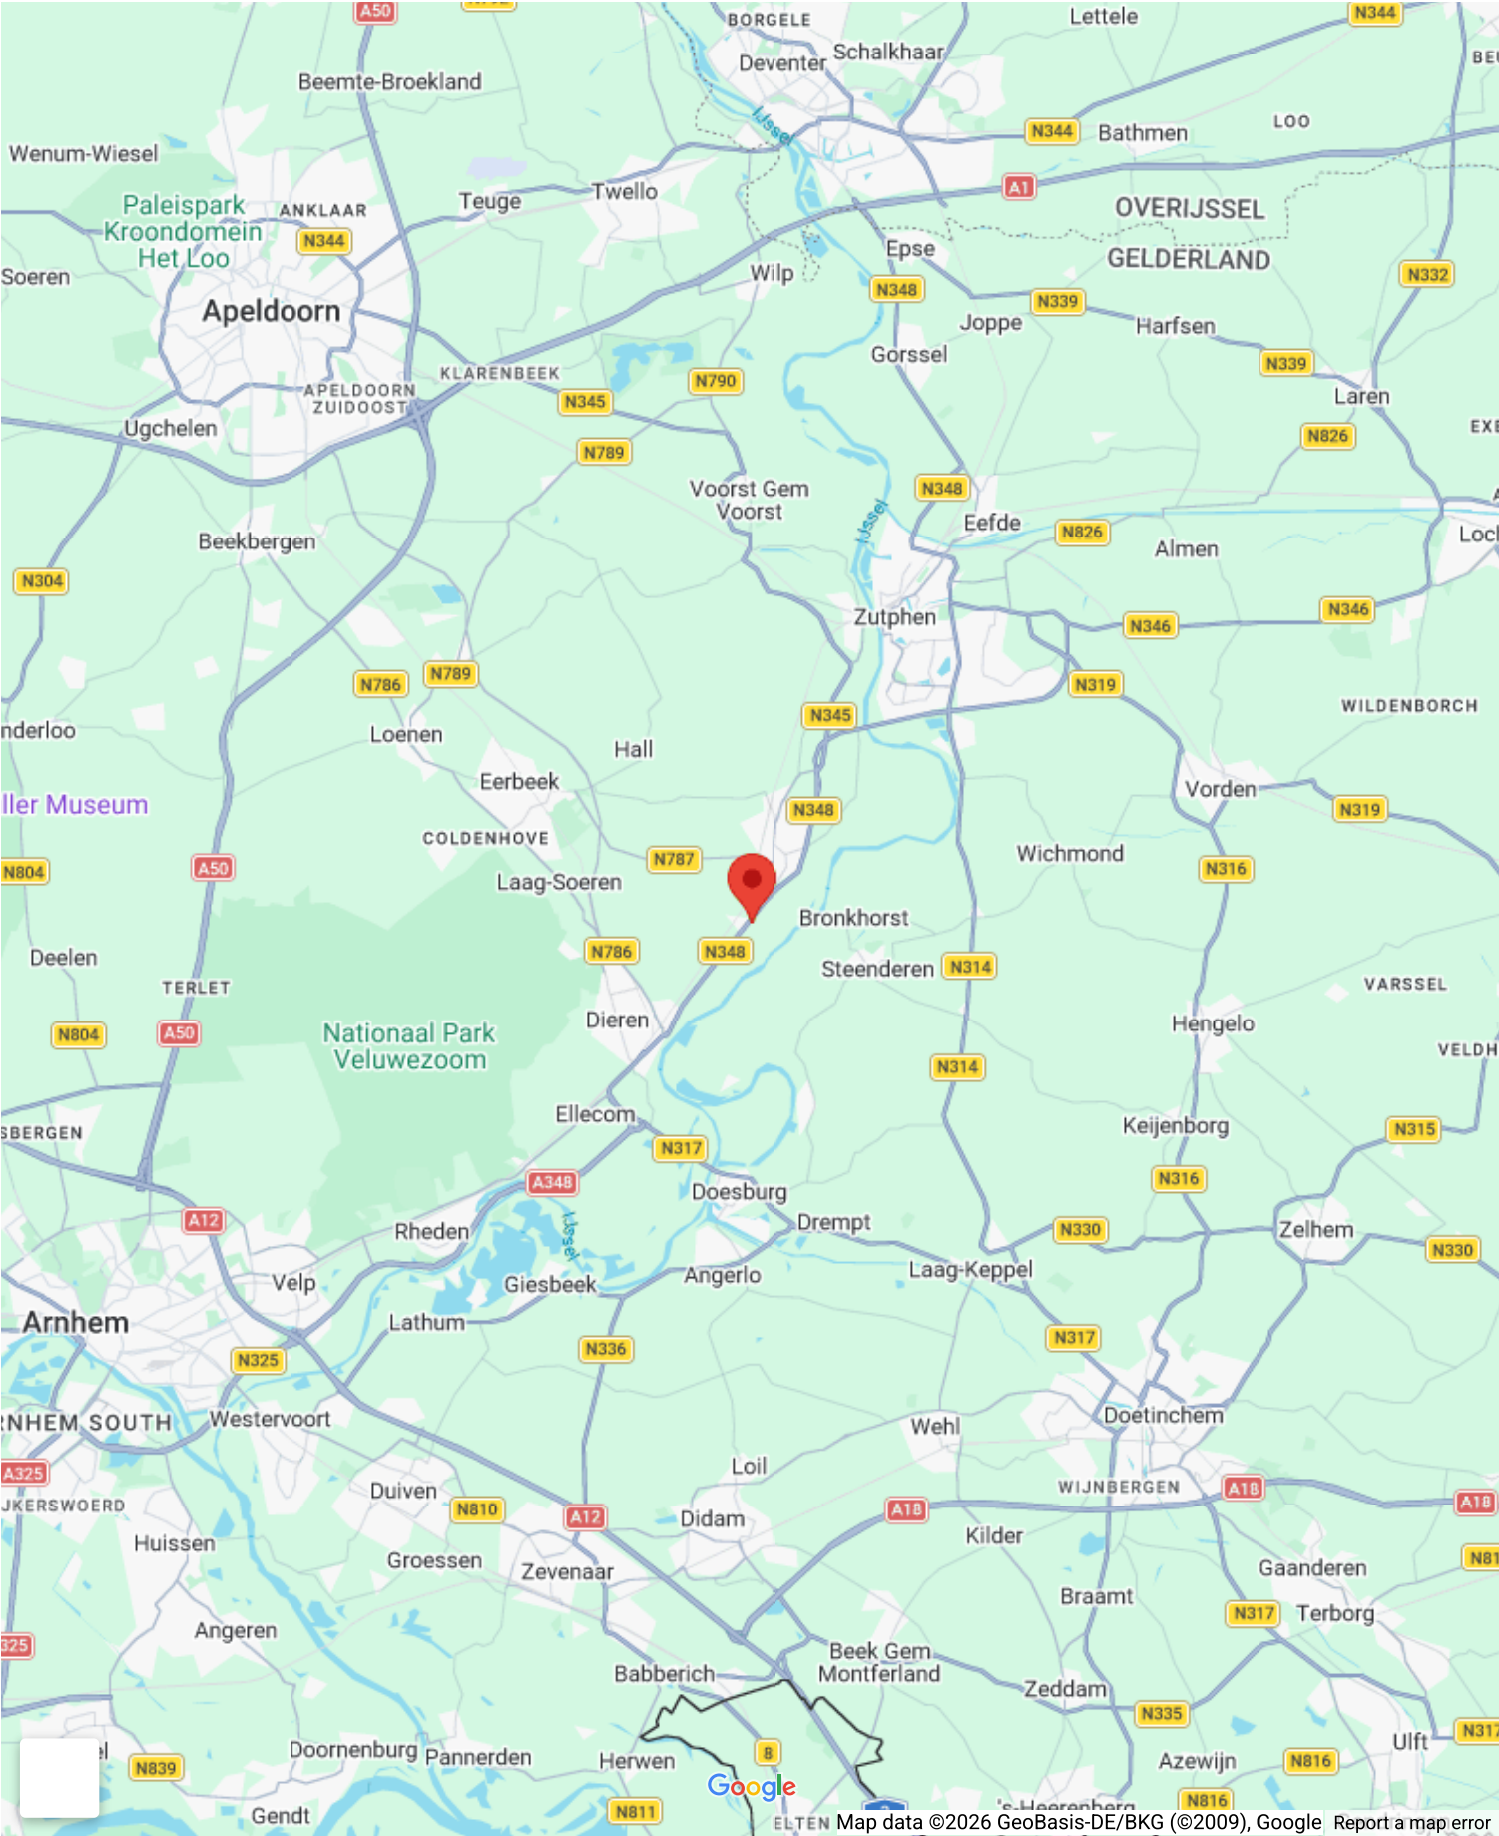 A50
BORGELE
Lettele
N344
Schalkhaar
Deventer
Beemte-Broekland
IJssel
LOO
N344
Bathmen
Wenum-Wiesel
A1
Teuge
Twello
Paleispark
Kroondomein
Het Loo
ANKLAAR
N344
OVERIJSSEL
Epse
GELDERLAND
Soeren
Wilp
N332
N348
N339
Apeldoorn
Joppe
Harfsen
Gorssel
KLARENBEEK
N339
N790
APELDOORN
ZUIDOOST
N345
Laren
Ugchelen
N826
N789
Voorst Gem
Voorst
N348
IJssel
Eefde
N826
Beekbergen
Almen
N304
Zutphen
N346
N346
N789
N786
N319
WILDENBORCH
N345
nderloo
Loenen
Hall
Eerbeek
Vorden
ller Museum
N348
N319
COLDENHOVE
Wichmond
N787
N804
A50
N316
Laag-Soeren
Bronkhorst
N786
N348
Deelen
Steenderen
N314
TERLET
VARSSEL
Dieren
Hengelo
N804
A50
Nationaal Park
Veluwezoom
VELDH
N314
Ellecom
SBERGEN
Keijenborg
N315
N317
A348
Doesburg
N316
A12
Rheden
IJssel
Drempt
N330
Zelhem
N330
Velp
Giesbeek
Angerlo
Laag-Keppel
Arnhem
Lathum
N336
N317
N325
RNHEM SOUTH
Westervoort
Wehl
Doetinchem
A325
Loil
WIJNBERGEN
A18
JKERSWOERD
Duiven
N810
A12
Didam
A18
A18
Huissen
Kilder
Groessen
Zevenaar
N81
Gaanderen
Braamt
N317
Terborg
Angeren
325
Beek Gem
Montferland
Babberich
Zeddam
N335
N317
Ulft
el
N839
Doornenburg
Pannerden
Herwen
8
Azewijn
N816
Google
N816
Gendt
N811
ELTEN
's-Heerenberg
Map data ©2026 GeoBasis-DE/BKG (©2009), Google
Report a map error